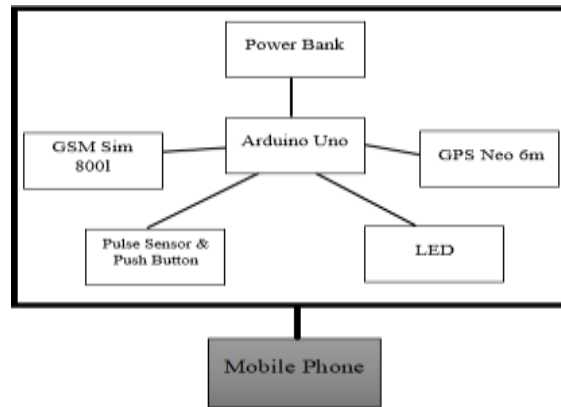 Power Bank
GSM Sim
800l
Arduino Uno
GPS Neo 6m
Pulse Sensor &
Push Button
LED
Mobile Phone